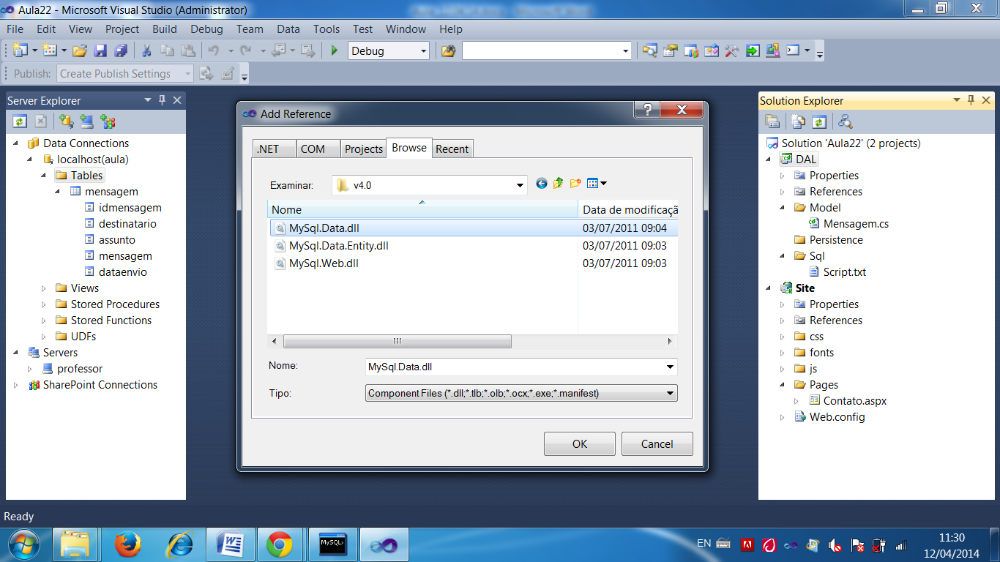 Aula22 - Microsoft Visual Studio (Administrator)
File Edit View Project Build Debug Team Data Tools Test Window Help
Debug
Publish: Create Publish Settings
Server Explorer
Data Connections
localhost(aula)
Tables
mensagem
idmensagem
destinatario
assunto
mensagem
dataenvio
Views
Stored Procedures
Stored Functions
UDFs
Servers
professor
SharePoint Connections
Add Reference
.NET COM Projects Browse Recent
Examinar: v4.0
Nome Data de modificaçã
MySql.Data.dll 03/07/2011 09:04
MySql.Data.Entity.dll 03/07/2011 09:03
MySql.Web.dll 03/07/2011 09:03
Nome: MySql.Data.dll
Tipo: Component Files (*.dll;*.tlb;*.olb;*.ocx;*.exe;*.manifest)
OK Cancel
Solution Explorer
Solution 'Aula22' (2 projects)
DAL
Properties
References
Model
Mensagem.cs
Persistence
Sql
Script.txt
Site
Properties
References
css
fonts
js
Pages
Contato.aspx
Web.config
Ready
MySQL>
EN
11:30
12/04/2014